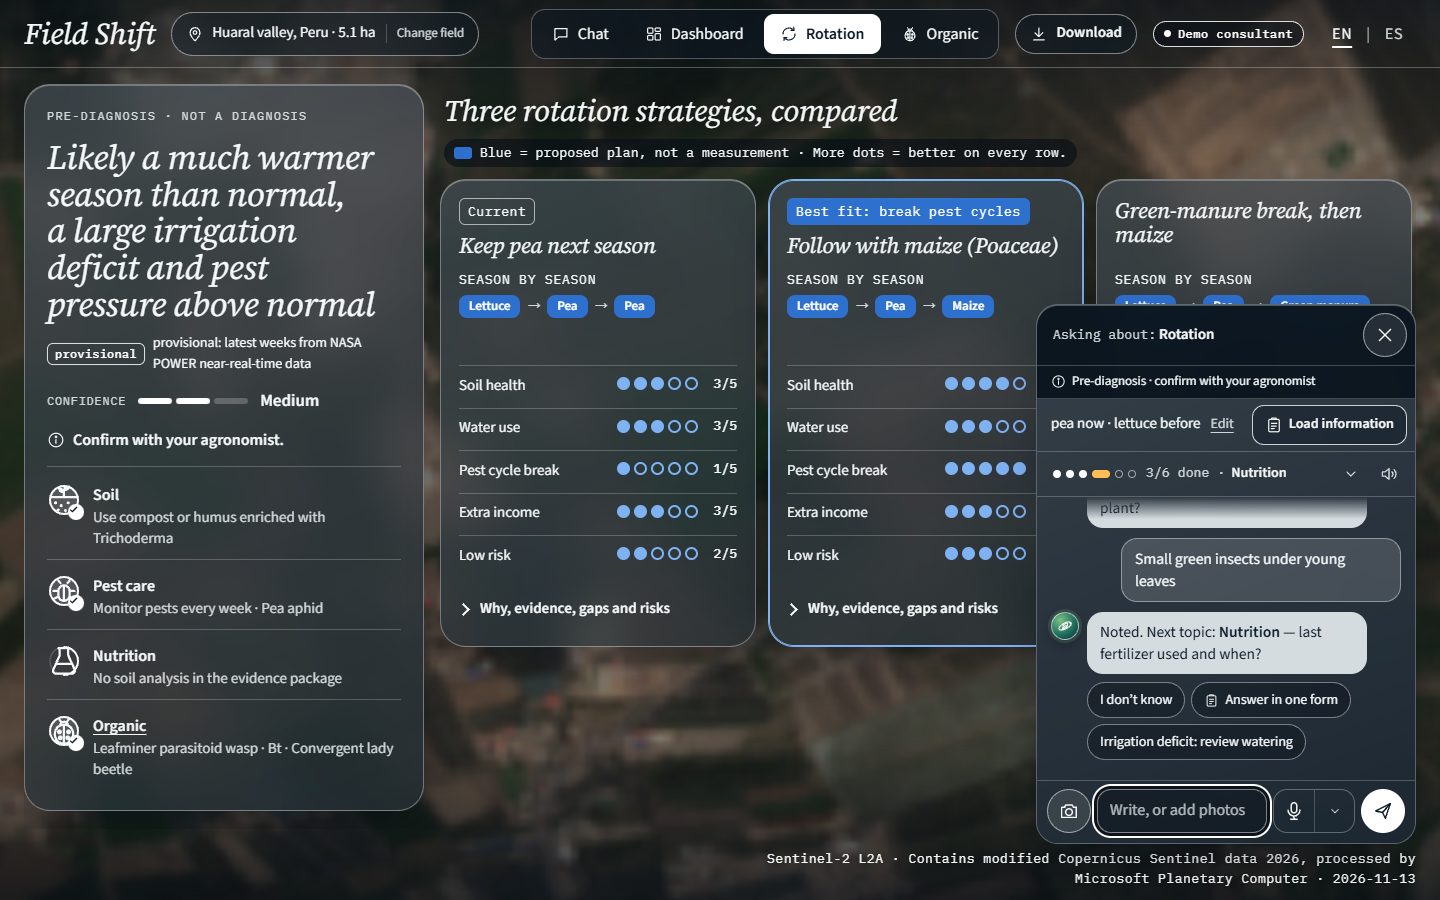 Field Shift
Huaral valley, Peru · 5.1 ha
Change field
Chat
Dashboard
Rotation
Organic
Download
Demo consultant
EN | ES
PRE-DIAGNOSIS · NOT A DIAGNOSIS
Likely a much warmer
season than normal,
a large irrigation
deficit and pest
pressure above normal
provisional
provisional: latest weeks from NASA
POWER near-real-time data
CONFIDENCE
Medium
Confirm with your agronomist.
Soil
Use compost or humus enriched with
Trichoderma
Pest care
Monitor pests every week · Pea aphid
Nutrition
No soil analysis in the evidence package
Organic
Leafminer parasitoid wasp · Bt · Convergent lady
beetle
Three rotation strategies, compared
Blue = proposed plan, not a measurement · More dots = better on every row.
Current
Keep pea next season
SEASON BY SEASON
Lettuce → Pea → Pea
Soil health 3/5
Water use 3/5
Pest cycle break 1/5
Extra income 3/5
Low risk 2/5
Why, evidence, gaps and risks
Best fit: break pest cycles
Follow with maize (Poaceae)
SEASON BY SEASON
Lettuce → Pea → Maize
Soil health
Water use
Pest cycle break
Extra income
Low risk
Why, evidence, gaps and risks
Green-manure break, then
maize
SEASON BY SEASON
Lettuce → Pea → Green manure
Asking about: Rotation
Pre-diagnosis · confirm with your agronomist
pea now · lettuce before
Edit
Load information
3/6 done · Nutrition
plant?
Small green insects under young
leaves
Noted. Next topic: Nutrition — last
fertilizer used and when?
I don’t know
Answer in one form
Irrigation deficit: review watering
Write, or add photos
Sentinel-2 L2A · Contains modified Copernicus Sentinel data 2026, processed by
Microsoft Planetary Computer · 2026-11-13